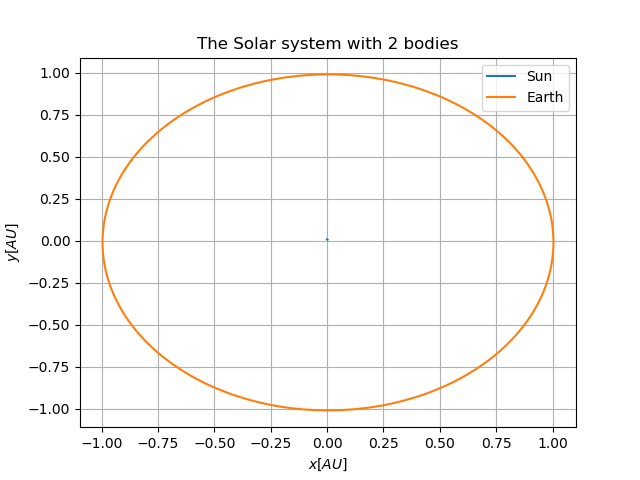 The Solar system with 2 bodies
Sun
Earth
1.00
0.75
0.50
0.25
0.00
−0.25
−0.50
−0.75
−1.00
y[AU]
−1.00 −0.75 −0.50 −0.25 0.00 0.25 0.50 0.75 1.00
x[AU]